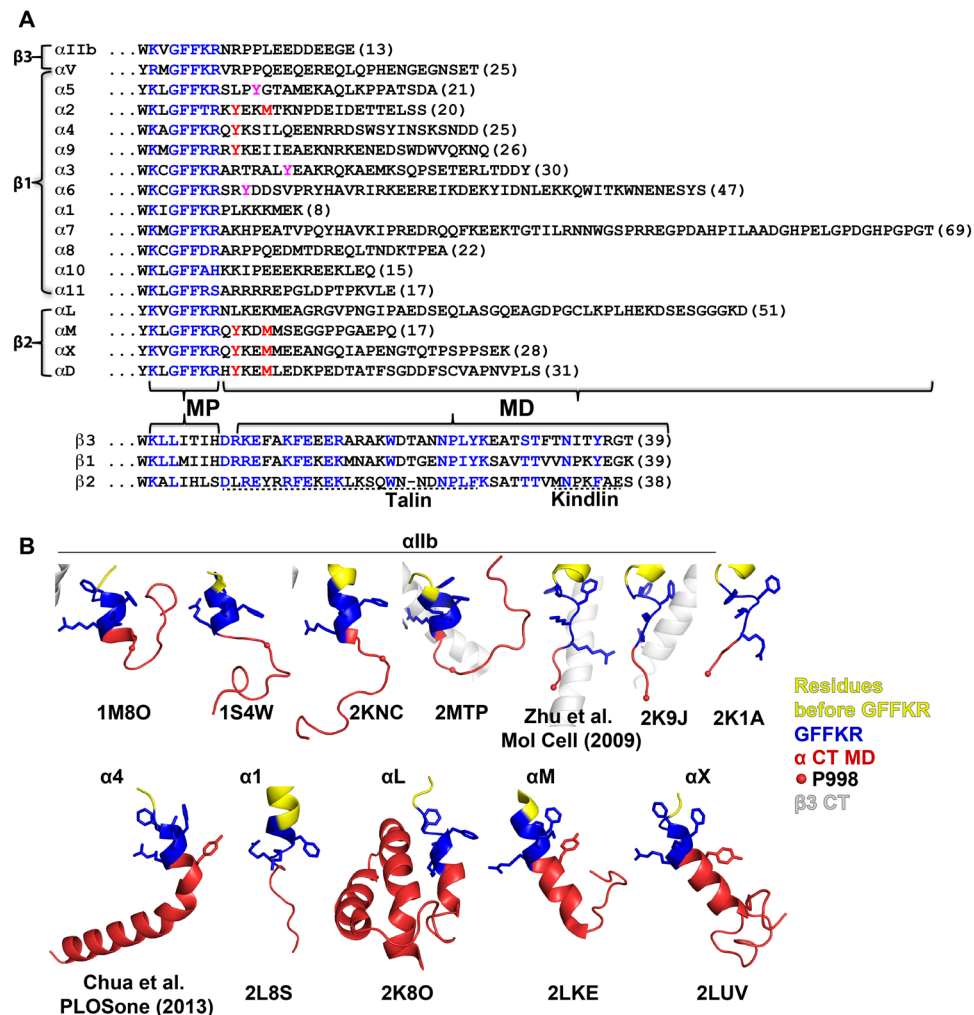 A
β3 αIIb ...WKVGFFKRNRPPLEEDDEEGE(13)
αV ...YRMGFFKRVRPPQEEQEREQLQPHENGEGNSET(25)
β1 α5 ...YKLGFFKRSLPYGTAMEKAQLKPPATSDA(21)
α2 ...WKLGFFTRKYEKMTKNPDEIDETTELSS(20)
α4 ...WKAGFFKRQYKSILQEENRRDSWSYINSKSNDD(25)
α9 ...WKMGFFRRRYKEIIEAEKNRKENEDSWDWVQKNQ(26)
α3 ...WKCGFFKRARTRALYEAKRQKAEMKSQPSETERLTDDY(30)
α6 ...WKCGFFKRSRYDDSVPRYHAVRIRKEEREIKDEKYIDNLEKKQWITKWNENESYS(47)
α1 ...WKIGFFKRPLKKKMEK(8)
α7 ...WKMGFFKRAKHPEATVPQYHAVKIPREDRQQFKEEKTGTILRNNWGSPRREGPDAHPILAADGHPELGPDGHPGPGT(69)
α8 ...WKCGFFDRARPPQEDMTDREQLTNDKTPEA(22)
α10 ...WKLGFFAHKKIPEEEKREEKLEQ(15)
α11 ...WKLGFFRSARRRREPGLDPTPKVLE(17)
β2 αL ...YKVGFFKRNLKEKMEAGRGVPNGIPAEDSEQLASGQEAGDPGCLKPLHEKDSESGGGKD(51)
αM ...YKLGFFKRQYKDMMSEGGPPGAEPQ(17)
αX ...YKVGFFKRQYKEMMEEANGQIAPENGTQTPSPPSEK(28)
αD ...YKLGFFKRHYKEMLEDKPEDTATFSGDDFSCVAPNVPLS(31)
MP MD
β3 ...WKLLITIHDRKEFAKFEEERARAKWDTANNPLYKEATSTFTNITYRGT(39)
β1 ...WKLLMIIHDRREFAKFEKEKMNAKWDTGENPIYKSAVTTVVNPKYEGK(39)
β2 ...WKALIHLSDLREYRRFEKEKLKSQWNN-NDNPLFKSATTTVMNPKFAES(38)
Talin Kindlin
B
αIIb
1M8O 1S4W 2KNC 2MTP Zhu et al. 2K9J 2K1A
Mol Cell (2009)
Residues
before GFFKR
GFFKR
α CT MD
P998
β3 CT
α4 α1 αL αM αX
Chua et al. 2L8S 2K8O 2LKE 2LUV
PLOSone (2013)